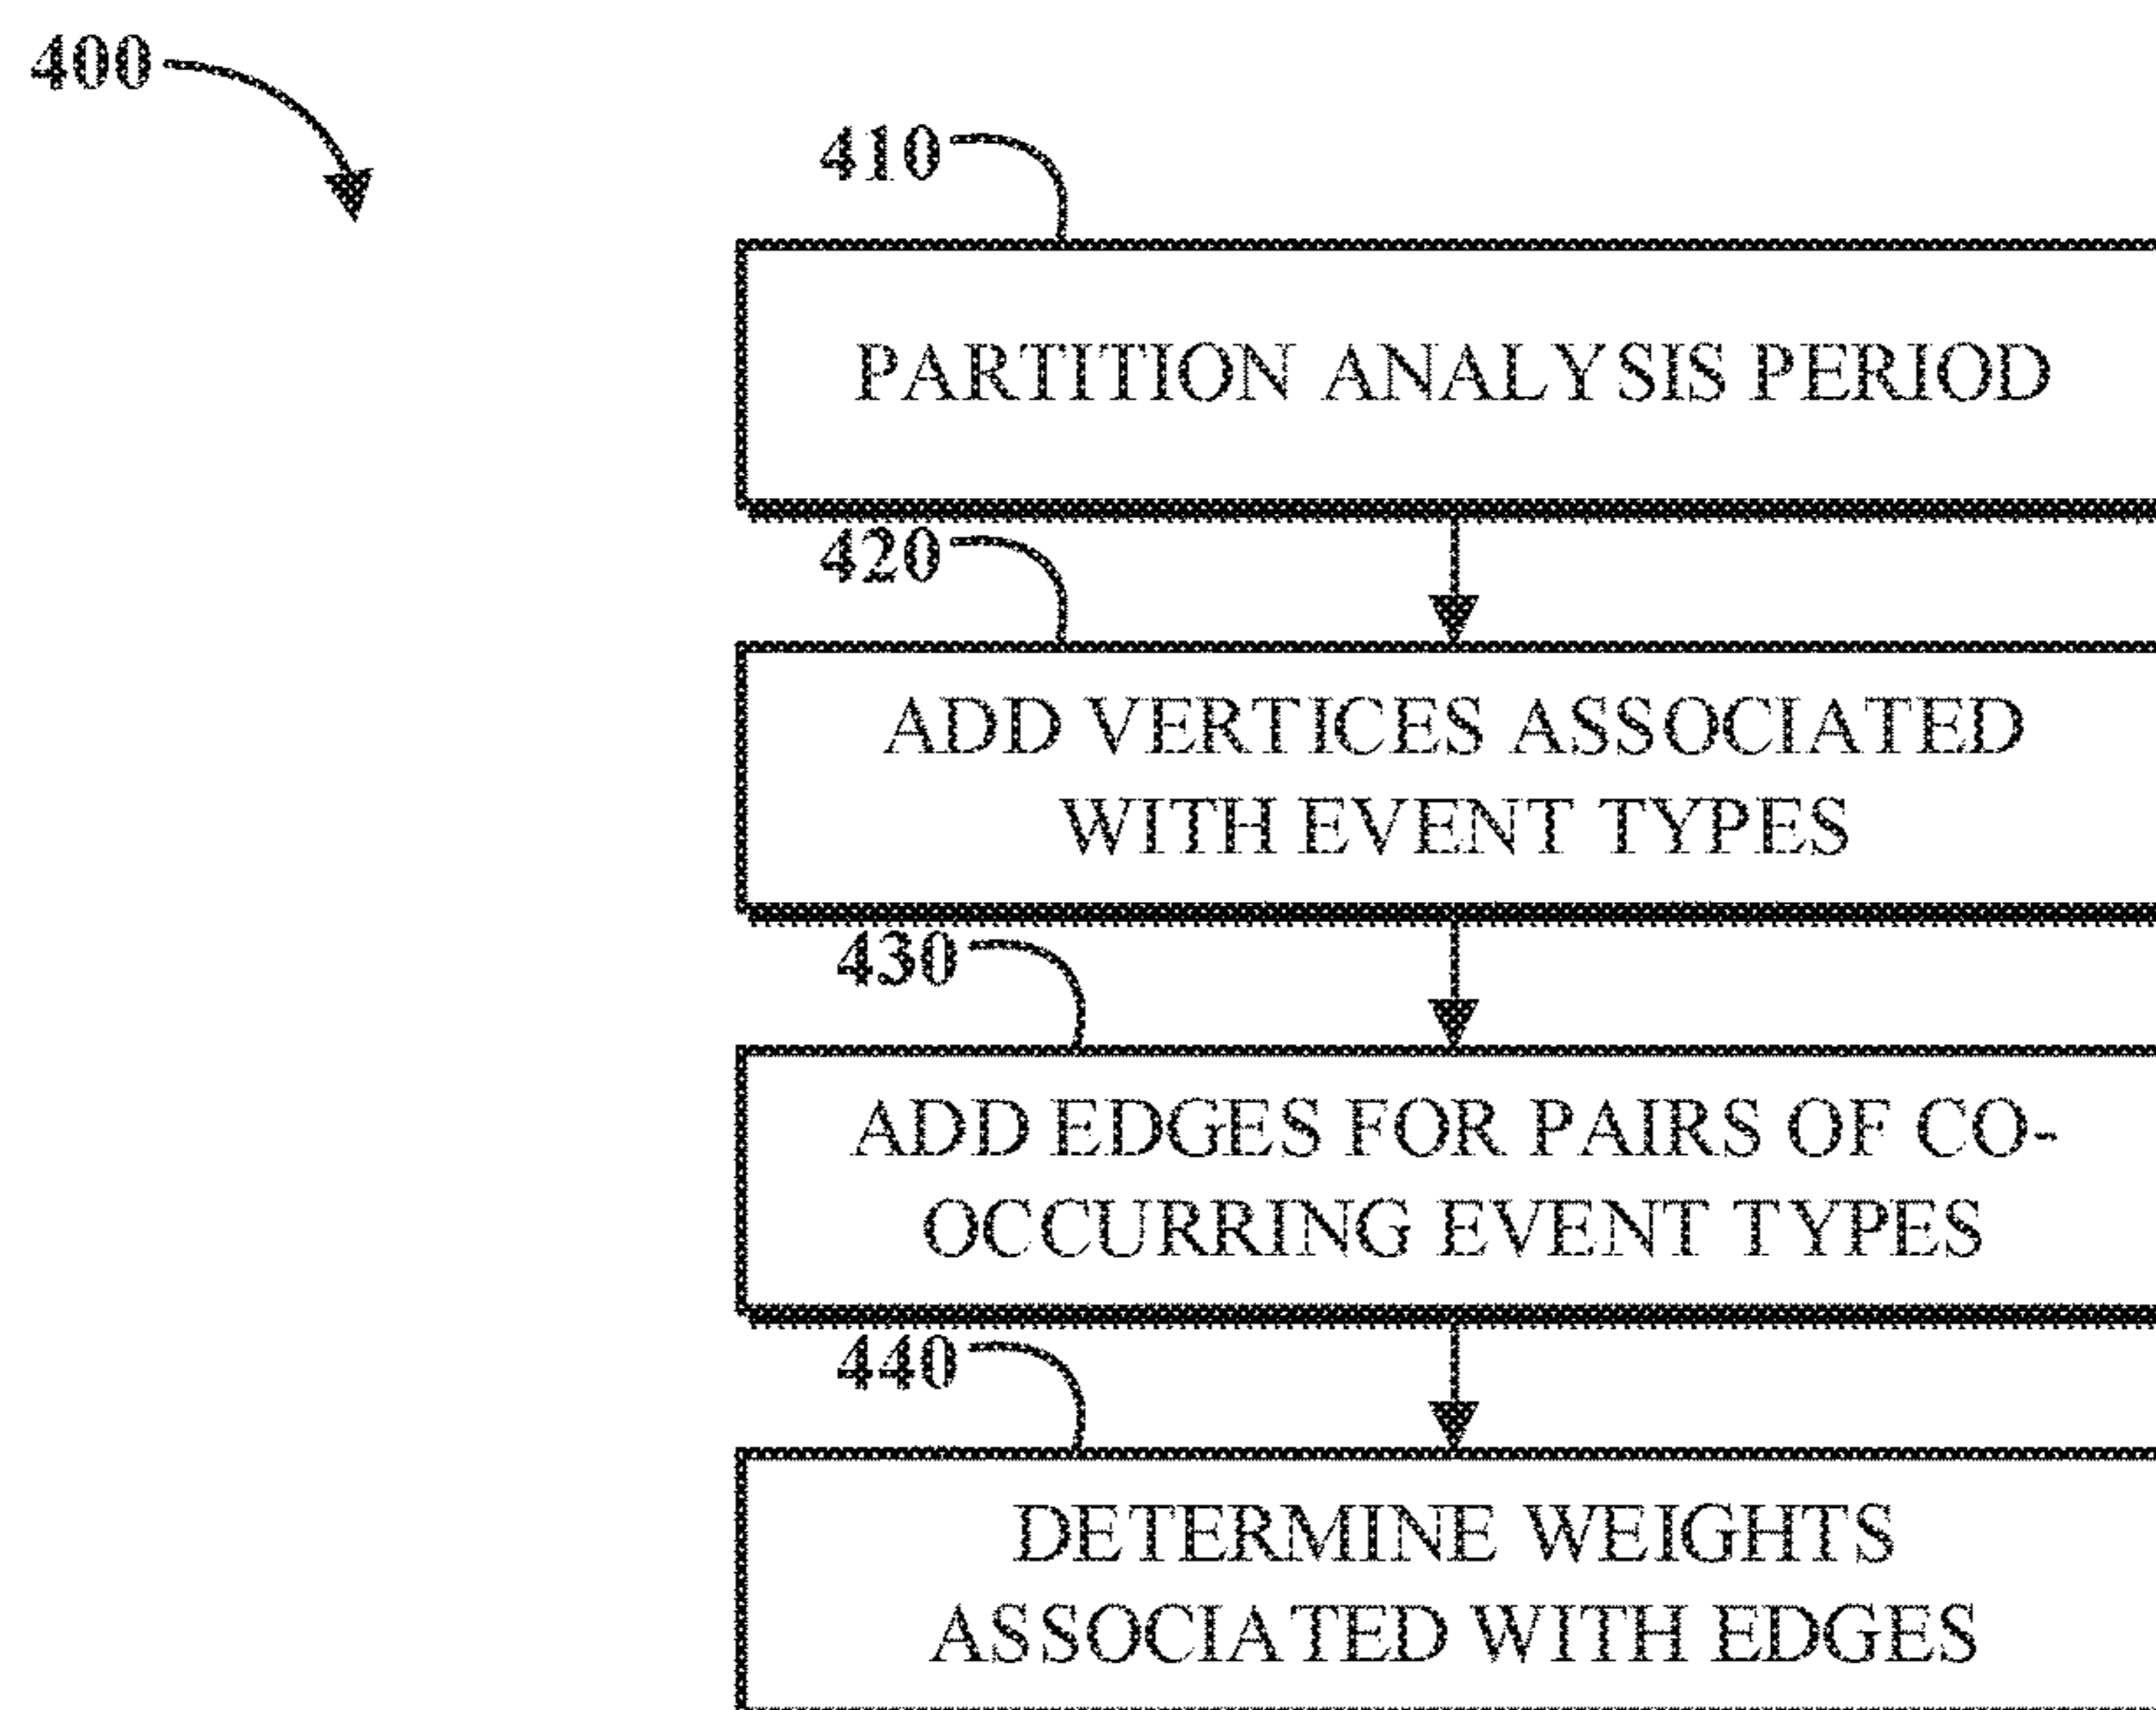 400
410
PARTITION ANALYSIS PERIOD
420
ADD VERTICES ASSOCIATED
WITH EVENT TYPES
430
ADD EDGES FOR PAIRS OF CO-
OCCURRING EVENT TYPES
440
DETERMINE WEIGHTS
ASSOCIATED WITH EDGES